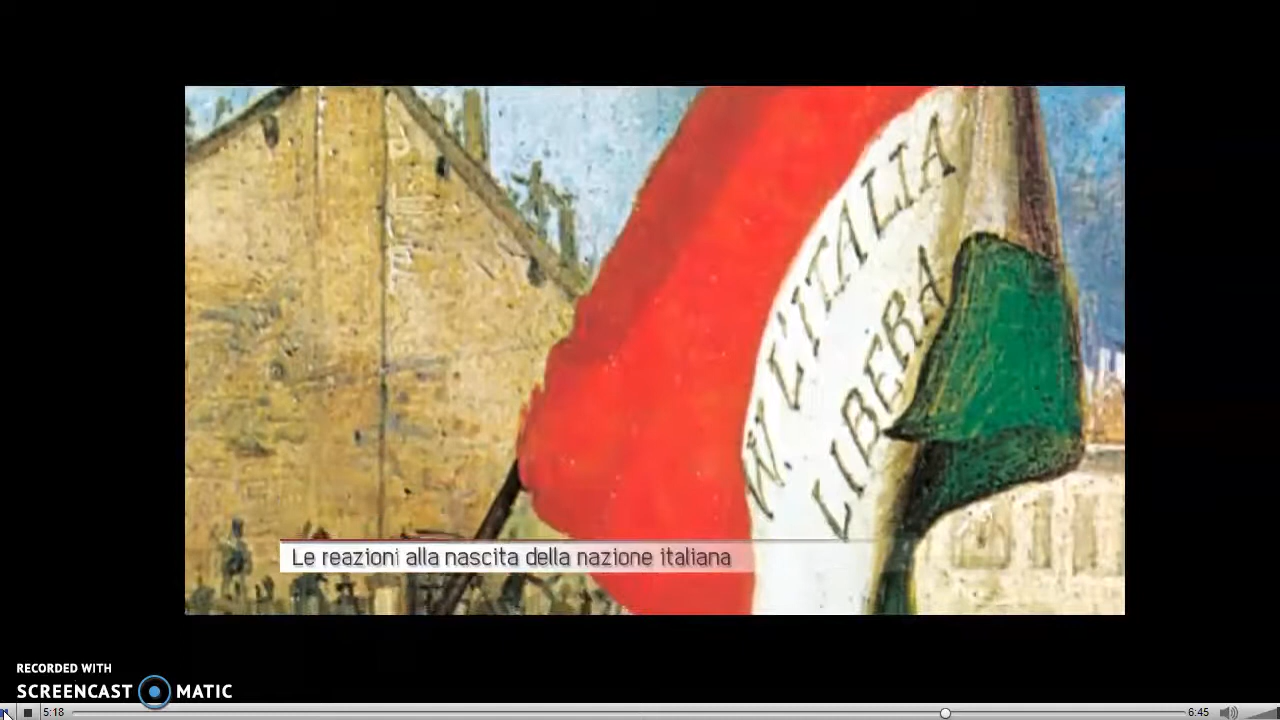 W. L'ITALIA
LIBERA
Le reazioni alla nascita della nazione italiana
RECORDED WITH
SCREENCAST MATIC
5:18
6:45